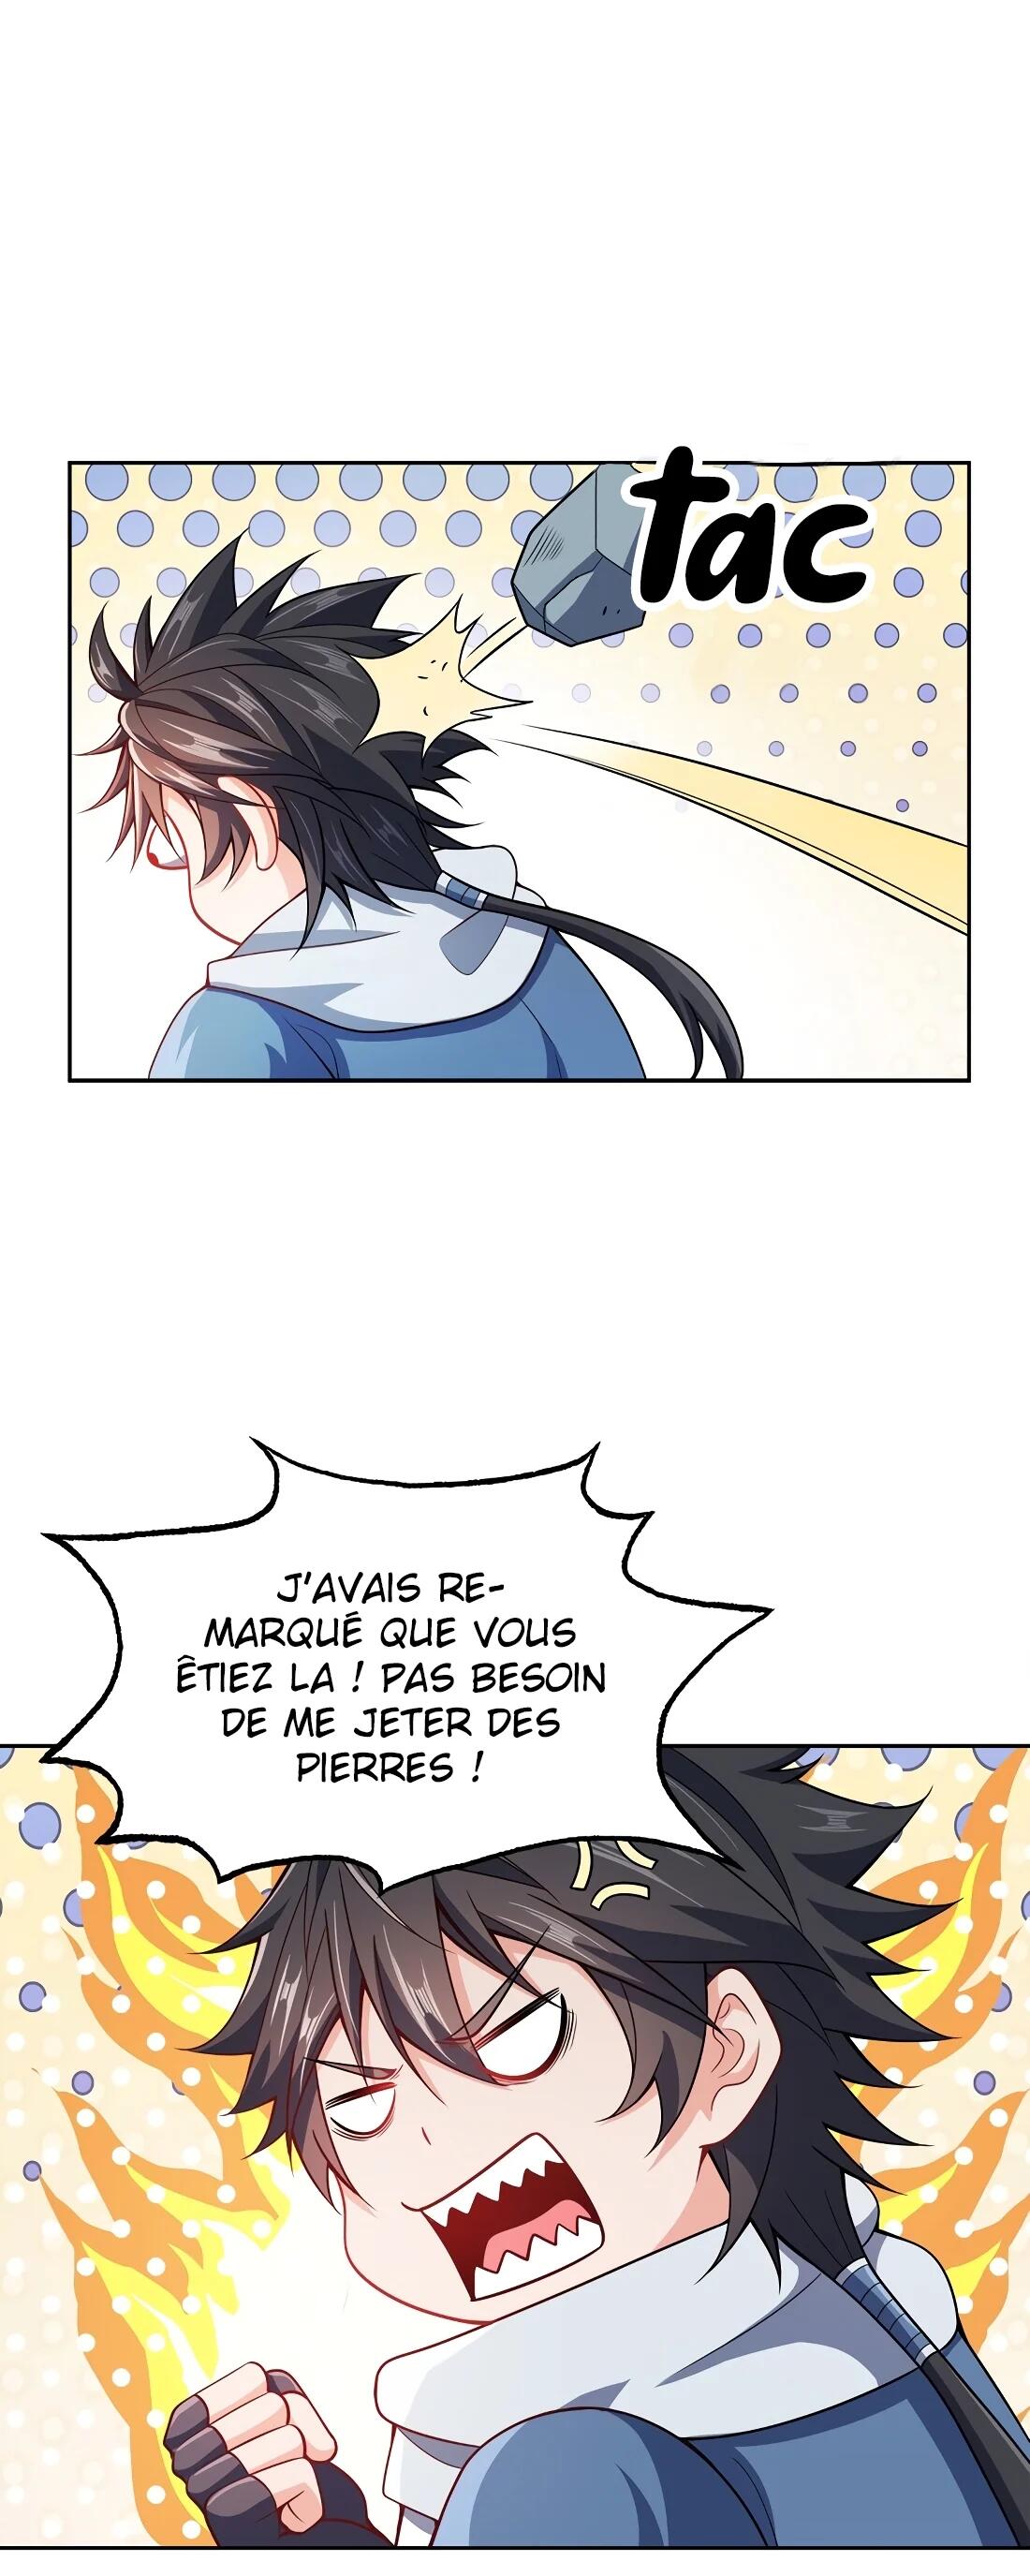 tac
J'AVAIS RE-
MARQUÉ QUE VOUS
ÊTIEZ LA ! PAS BESOIN
DE ME JETER DES
PIERRES !